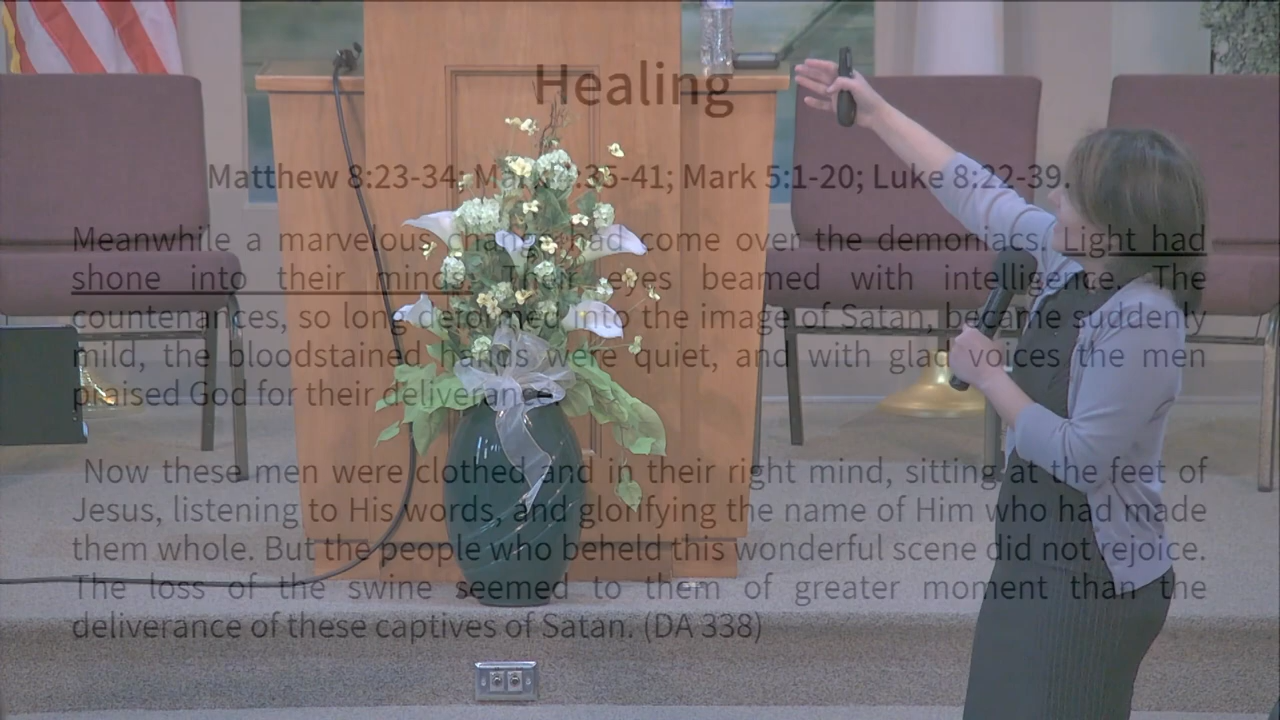 Healing
Matthew 8:23-34; Mark 4:35-41; Mark 5:1-20; Luke 8:22-39.
Meanwhile a marvelous change had come over the demoniacs. Light had
shone into their minds. Their eyes beamed with intelligence. The
countenances, so long deformed into the image of Satan, became suddenly
mild, the bloodstained hands were quiet, and with glad voices the men
praised God for their deliverance.
Now these men were clothed and in their right mind, sitting at the feet of
Jesus, listening to His words, and glorifying the name of Him who had made
them whole. But the people who beheld this wonderful scene did not rejoice.
The loss of the swine seemed to them of greater moment than the
deliverance of these captives of Satan. (DA 338)